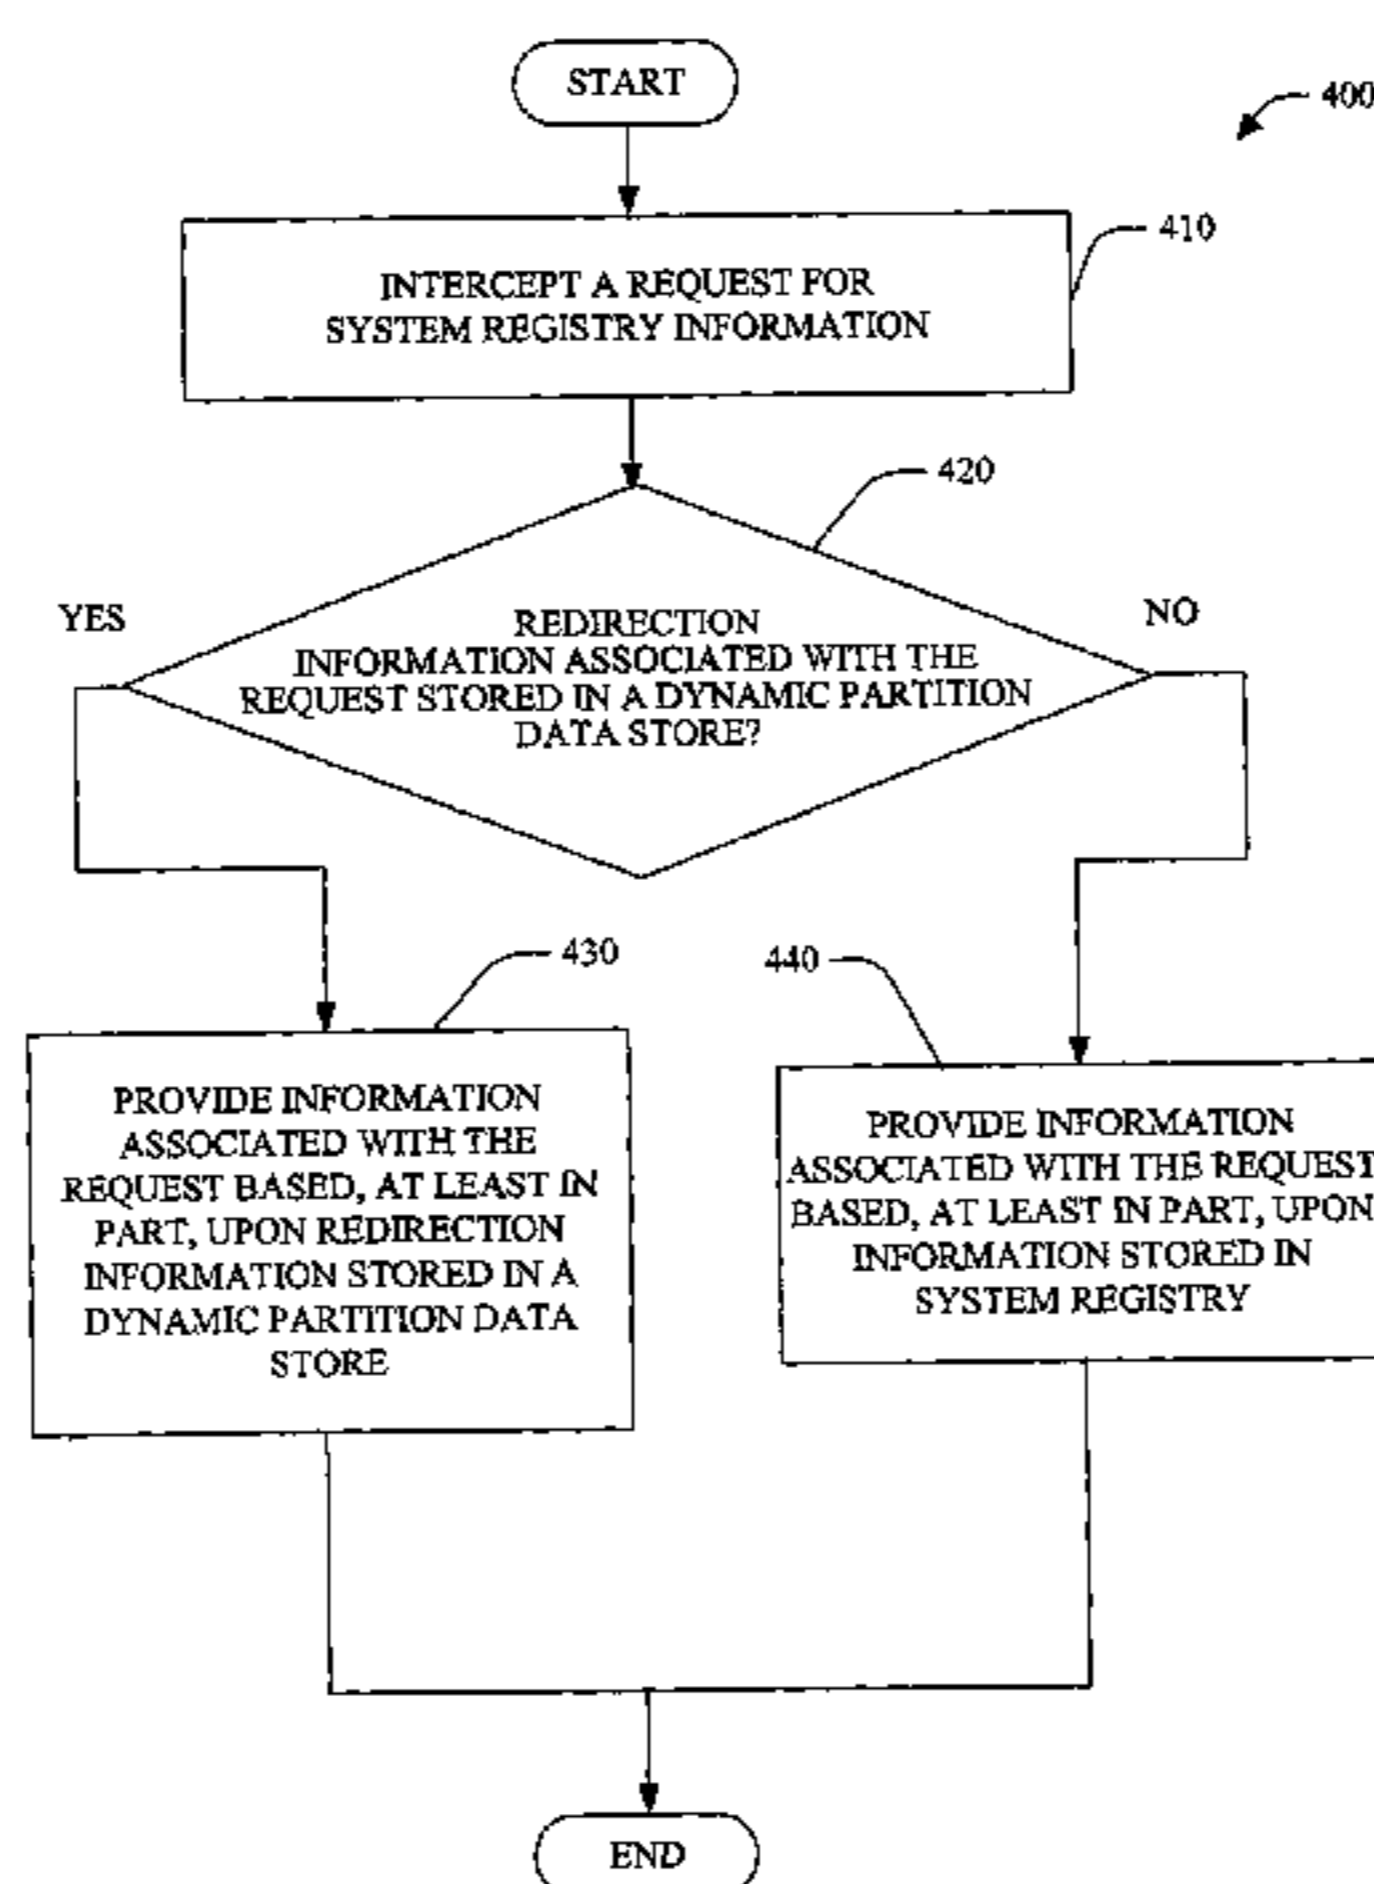 START
400
INTERCEPT A REQUEST FOR
SYSTEM REGISTRY INFORMATION
410
420
YES
NO
REDIRECTION
INFORMATION ASSOCIATED WITH THE
REQUEST STORED IN A DYNAMIC PARTITION
DATA STORE?
430
440
PROVIDE INFORMATION
ASSOCIATED WITH THE
REQUEST BASED, AT LEAST IN
PART, UPON REDIRECTION
INFORMATION STORED IN A
DYNAMIC PARTITION DATA
STORE
PROVIDE INFORMATION
ASSOCIATED WITH THE REQUEST
BASED, AT LEAST IN PART, UPON
INFORMATION STORED IN
SYSTEM REGISTRY
END